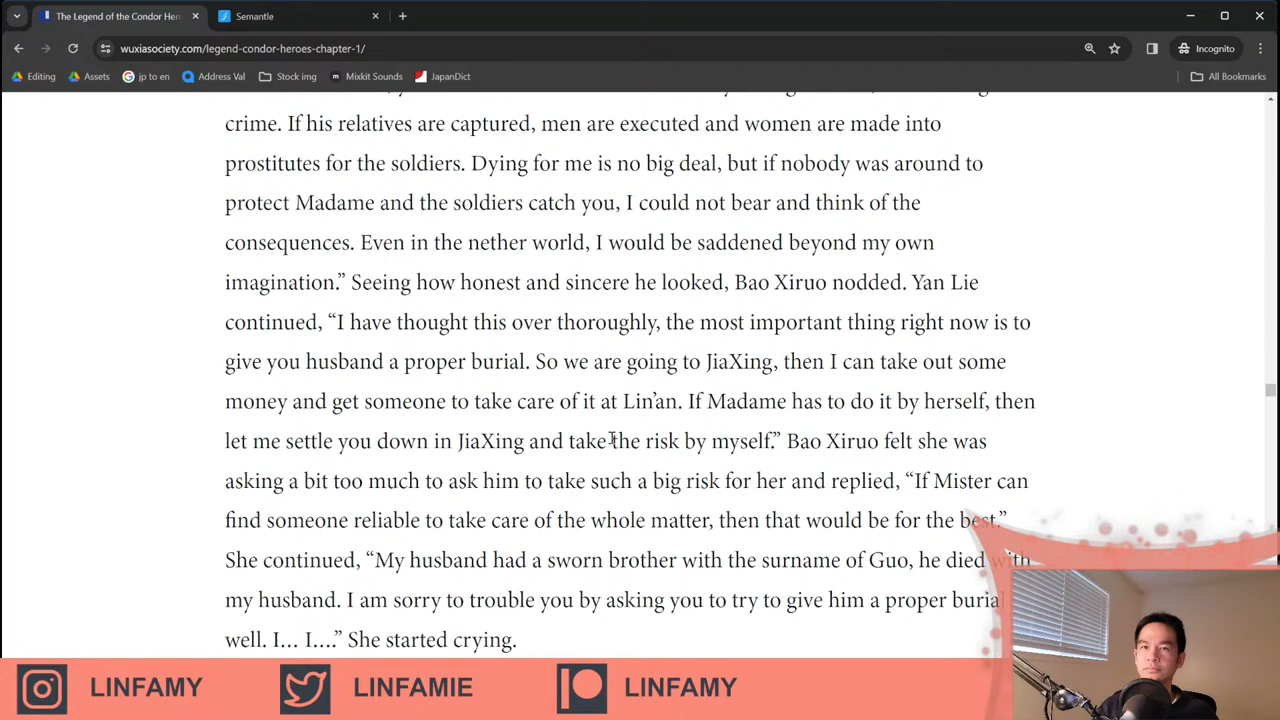 The Legend of the Condor Her
Semantle
wuxiasociety.com/legend-condor-heroes-chapter-1/
Incognito
Editing
Assets
jp to en
Address Val
Stock img
Mixkit Sounds
JapanDict
All Bookmarks
crime. If his relatives are captured, men are executed and women are made into
prostitutes for the soldiers. Dying for me is no big deal, but if nobody was around to
protect Madame and the soldiers catch you, I could not bear and think of the
consequences. Even in the nether world, I would be saddened beyond my own
imagination.” Seeing how honest and sincere he looked, Bao Xiruo nodded. Yan Lie
continued, “I have thought this over thoroughly, the most important thing right now is to
give you husband a proper burial. So we are going to JiaXing, then I can take out some
money and get someone to take care of it at Lin’an. If Madame has to do it by herself, then
let me settle you down in JiaXing and take the risk by myself.” Bao Xiruo felt she was
asking a bit too much to ask him to take such a big risk for her and replied, “If Mister can
find someone reliable to take care of the whole matter, then that would be for the best.”
She continued, “My husband had a sworn brother with the surname of Guo, he died with
my husband. I am sorry to trouble you by asking you to try to give him a proper burial
well. I… I….” She started crying.
LINFAMY
LINFAMIE
LINFAMY